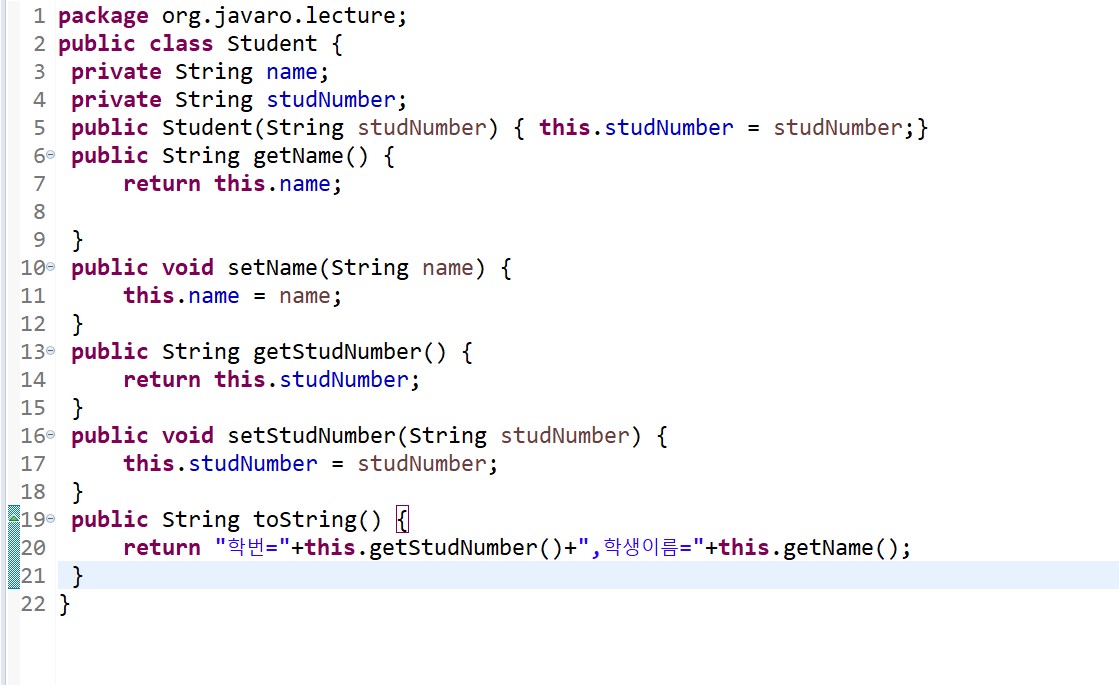 1 package org.javaro.lecture;
2 public class Student {
3 private String name;
4 private String studNumber;
5 public Student(String studNumber) { this.studNumber = studNumber;}
6 public String getName() {
7 return this.name;
8
9 }
10 public void setName(String name) {
11 this.name = name;
12 }
13 public String getStudNumber() {
14 return this.studNumber;
15 }
16 public void setStudNumber(String studNumber) {
17 this.studNumber = studNumber;
18 }
19 public String toString() {
20 return "학번="+this.getStudNumber()+",학생이름="+this.getName();
21 }
22 }